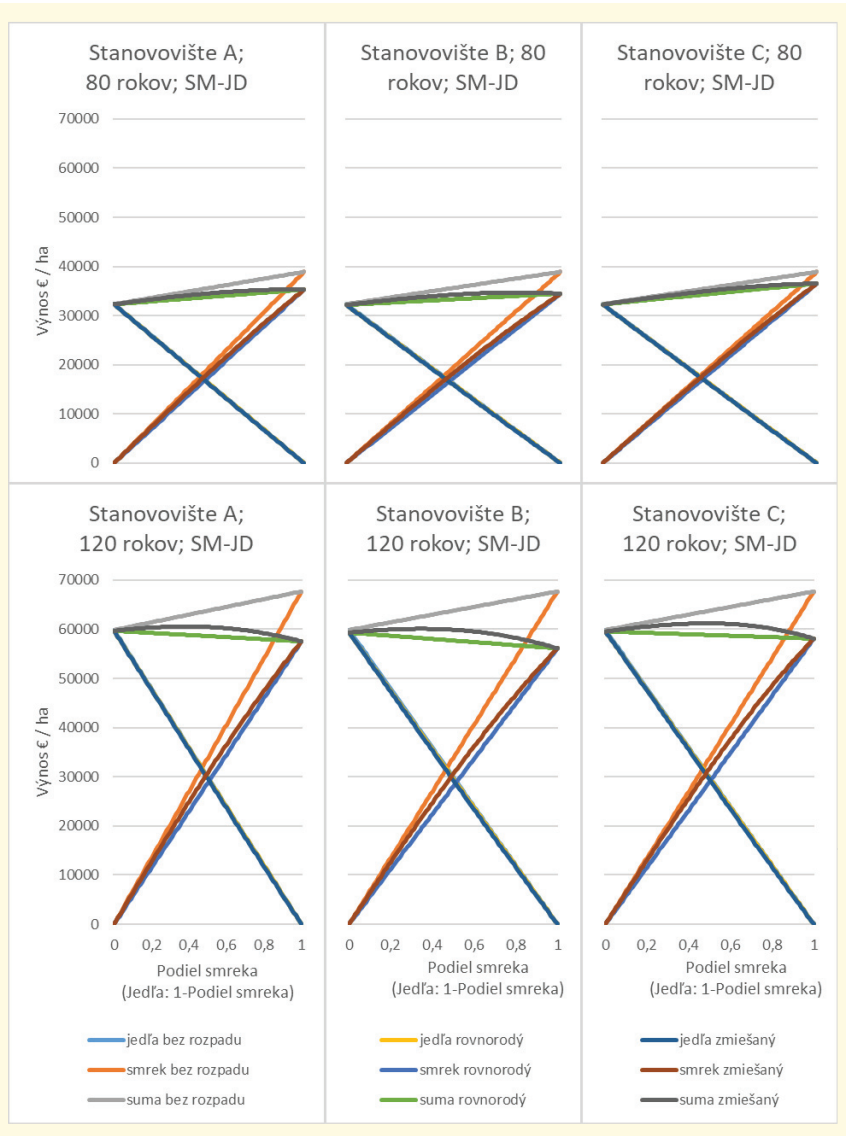 Stanovovište A;
80 rokov; SM-JD
Stanovovište B; 80
rokov; SM-JD
Stanovovište C; 80
rokov; SM-JD
Výnos € / ha
70000
60000
50000
40000
30000
20000
10000
0
Stanovovište A;
120 rokov; SM-JD
Stanovovište B;
120 rokov; SM-JD
Stanovovište C;
120 rokov; SM-JD
Výnos € / ha
70000
60000
50000
40000
30000
20000
10000
0
0 0,2 0,4 0,6 0,8 1
Podiel smreka
(Jedľa: 1-Podiel smreka)
0 0,2 0,4 0,6 0,8 1
Podiel smreka
(Jedľa: 1-Podiel smreka)
0 0,2 0,4 0,6 0,8 1
Podiel smreka
(Jedľa: 1-Podiel smreka)
jedľa bez rozpadu
smrek bez rozpadu
suma bez rozpadu
jedľa rovnorodý
smrek rovnorodý
suma rovnorodý
jedľa zmiešaný
smrek zmiešaný
suma zmiešaný